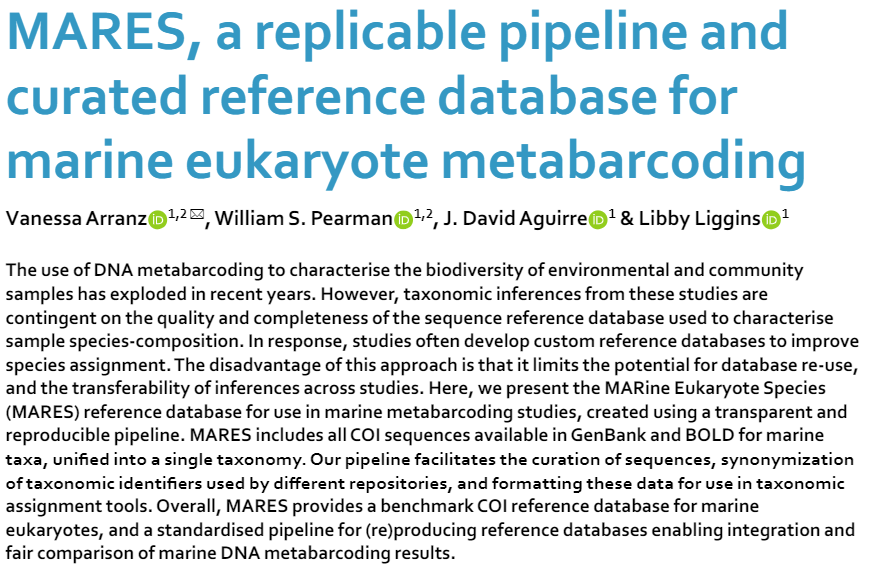 MARES, a replicable pipeline and
curated reference database for
marine eukaryote metabarcoding
Vanessa Arranz iD 1,2 ✉, William S. Pearman iD 1,2, J. David Aguirre iD 1 & Libby Liggins iD 1
The use of DNA metabarcoding to characterise the biodiversity of environmental and community
samples has exploded in recent years. However, taxonomic inferences from these studies are
contingent on the quality and completeness of the sequence reference database used to characterise
sample species-composition. In response, studies often develop custom reference databases to improve
species assignment. The disadvantage of this approach is that it limits the potential for database re-use,
and the transferability of inferences across studies. Here, we present the MARine Eukaryote Species
(MARES) reference database for use in marine metabarcoding studies, created using a transparent and
reproducible pipeline. MARES includes all COI sequences available in GenBank and BOLD for marine
taxa, unified into a single taxonomy. Our pipeline facilitates the curation of sequences, synonymization
of taxonomic identifiers used by different repositories, and formatting these data for use in taxonomic
assignment tools. Overall, MARES provides a benchmark COI reference database for marine
eukaryotes, and a standardised pipeline for (re)producing reference databases enabling integration and
fair comparison of marine DNA metabarcoding results.